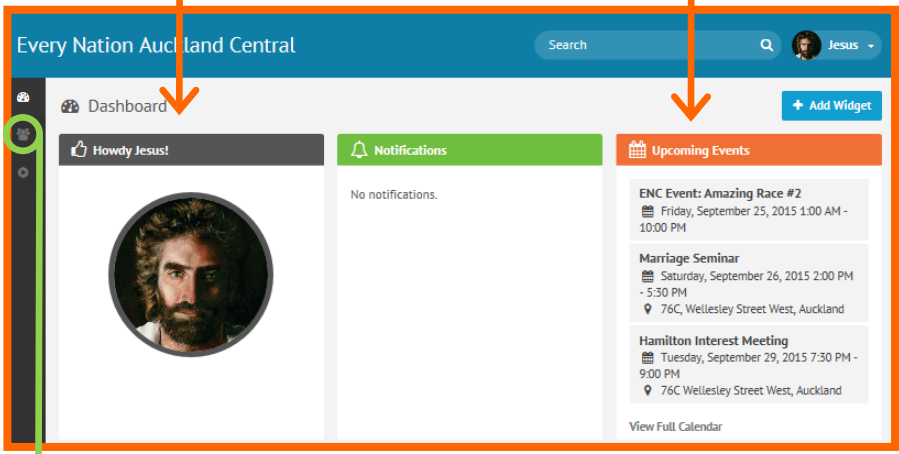 Every Nation Auckland Central
Search
Jesus
Dashboard
+ Add Widget
Howdy Jesus!
Notifications
No notifications.
Upcoming Events
ENC Event: Amazing Race #2
Friday, September 25, 2015 1:00 AM -
10:00 PM
Marriage Seminar
Saturday, September 26, 2015 2:00 PM
- 5:30 PM
76C, Wellesley Street West, Auckland
Hamilton Interest Meeting
Tuesday, September 29, 2015 7:30 PM -
9:00 PM
76C Wellesley Street West, Auckland
View Full Calendar